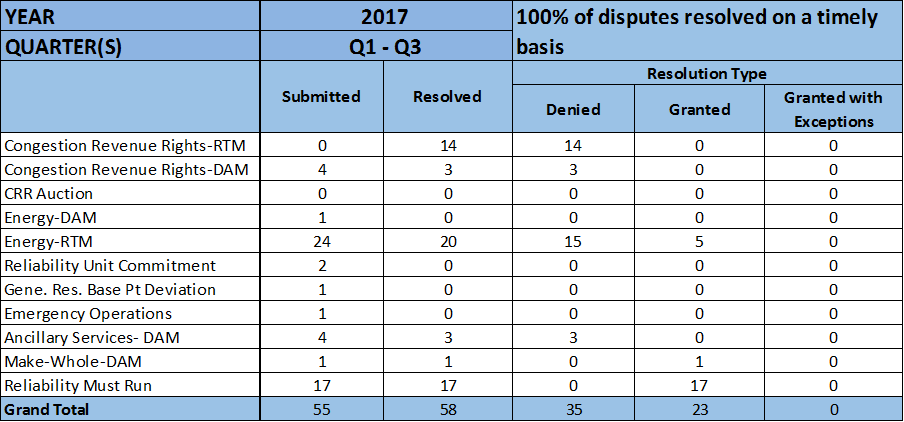 YEAR 2017 100% of disputes resolved on a timely basis
QUARTER(S) Q1 - Q3
Submitted Resolved Resolution Type
Denied Granted Granted with Exceptions
Congestion Revenue Rights-RTM 0 14 14 0 0
Congestion Revenue Rights-DAM 4 3 3 0 0
CRR Auction 0 0 0 0 0
Energy-DAM 1 0 0 0 0
Energy-RTM 24 20 15 5 0
Reliability Unit Commitment 2 0 0 0 0
Gene. Res. Base Pt Deviation 1 0 0 0 0
Emergency Operations 1 0 0 0 0
Ancillary Services- DAM 4 3 3 0 0
Make-Whole-DAM 1 1 0 1 0
Reliability Must Run 17 17 0 17 0
Grand Total 55 58 35 23 0